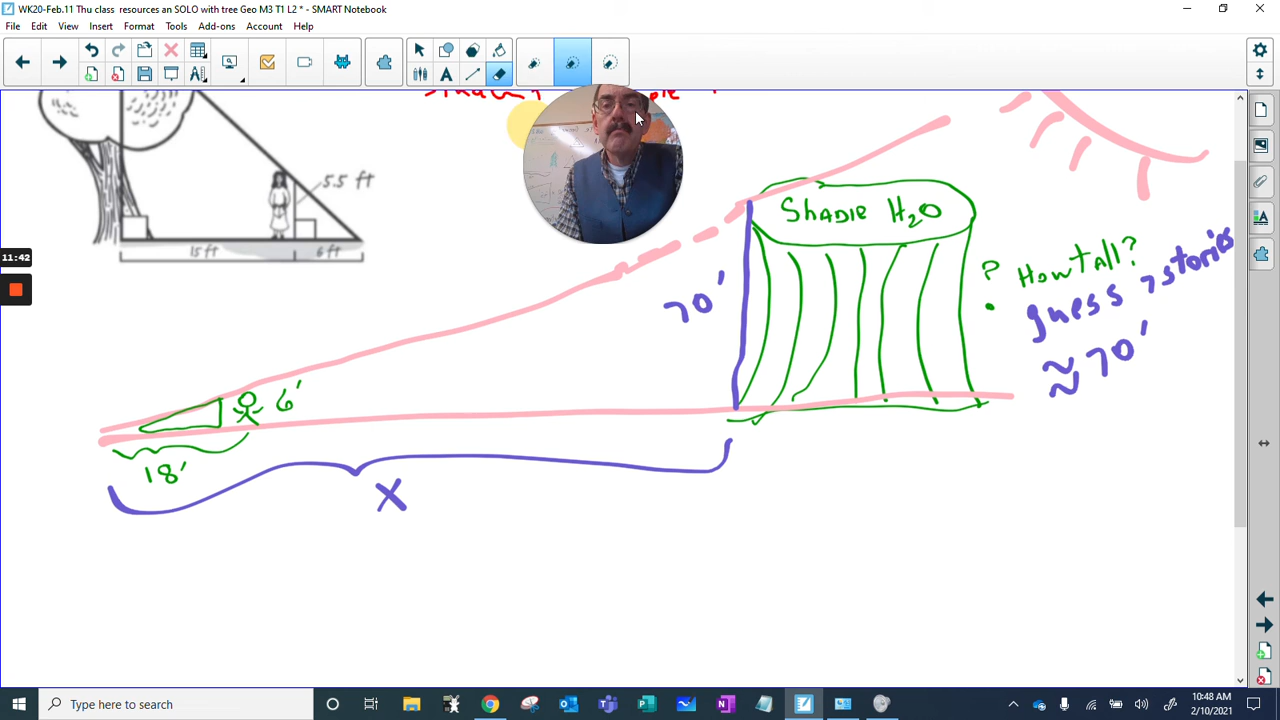 WK20-Feb.11 Thu class resources an SOLO with tree Geo M3 T1 L2 * - SMART Notebook
File Edit View Insert Format Tools Add-ons Account Help
5.5 ft
15 ft
6 ft
11:42
Shadie H2O
? How tall?
guess 7 stories
≈ 70'
70'
6'
18'
X
Type here to search
10:48 AM
2/10/2021